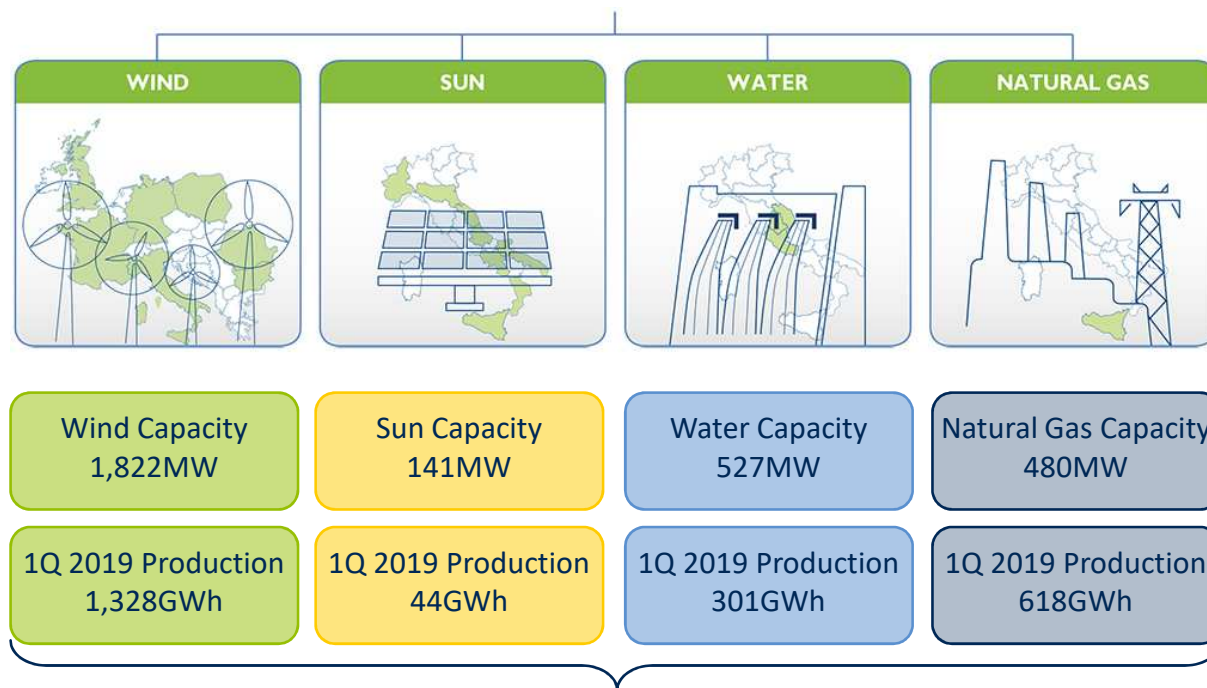 WIND
SUN
WATER
NATURAL GAS
Wind Capacity
1,822MW
Sun Capacity
141MW
Water Capacity
527MW
Natural Gas Capacity
480MW
1Q 2019 Production
1,328GWh
1Q 2019 Production
44GWh
1Q 2019 Production
301GWh
1Q 2019 Production
618GWh